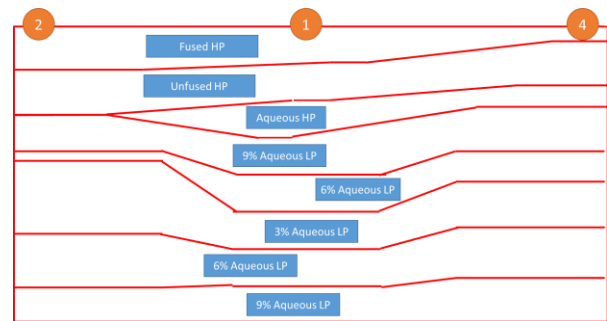 2
1
4
Fused HP
Unfused HP
Aqueous HP
9% Aqueous LP
6% Aqueous LP
3% Aqueous LP
6% Aqueous LP
9% Aqueous LP